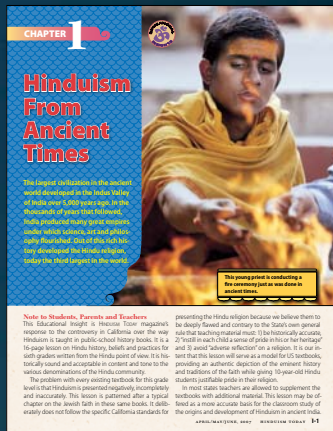 CHAPTER 1
Hinduism
From
Ancient
Times
The largest civilization in the ancient
world developed in the Indus Valley
of India over 5,000 years ago. In the
thousands of years that followed,
India produced many great empires
under which science, art and philos-
ophy flourished. Out of this rich his-
tory developed the Hindu religion,
today the third largest in the world.
This young priest is conducting a
fire ceremony just as was done in
ancient times.
Note to Students, Parents and Teachers
This Educational Insight is Hinduism Today magazine's
response to the controversy in California over the way
Hinduism is taught in public-school history books. It is a
16-page lesson on Hindu history, beliefs and practices for
sixth graders written from the Hindu point of view. It is his-
torically sound and acceptable in content and tone to the
various denominations of the Hindu community.
The problem with every existing textbook for this grade
level is that Hinduism is presented negatively, incompletely
and inaccurately. This lesson is patterned after a typical
chapter on the Jewish faith in these same books. It delib-
erately does not follow the specific California standards for
presenting the Hindu religion because we believe them to
be deeply flawed and contrary to the State's own general
rule that teaching material must: 1) be historically accurate,
2) "instill in each child a sense of pride in his or her heritage"
and 3) avoid "adverse reflection" on a religion. It is our in-
tent that this lesson will serve as a model for US textbooks,
providing an authentic depiction of the eminent history
and traditions of the faith while giving 10-year-old Hindu
students justifiable pride in their religion.
In most states teachers are allowed to supplement the
textbooks with additional material. This lesson may be of-
fered as a more accurate basis for the classroom study of
the origins and development of Hinduism in ancient India.
APRIL/MAY/JUNE, 2007 HINDUISM TODAY I-1